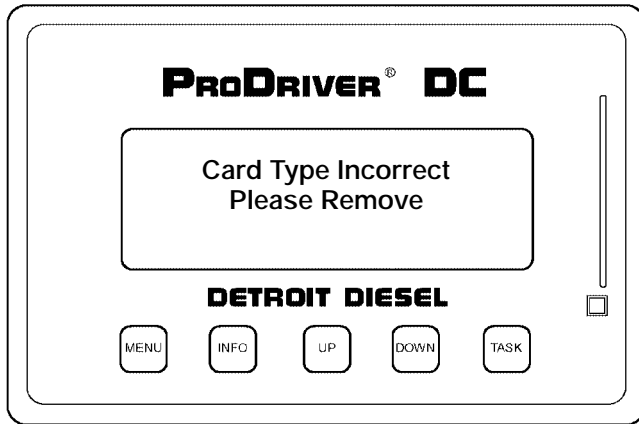 PRODRIVER® DC
Card Type Incorrect
Please Remove
DETROIT DIESEL
MENU INFO UP DOWN TASK